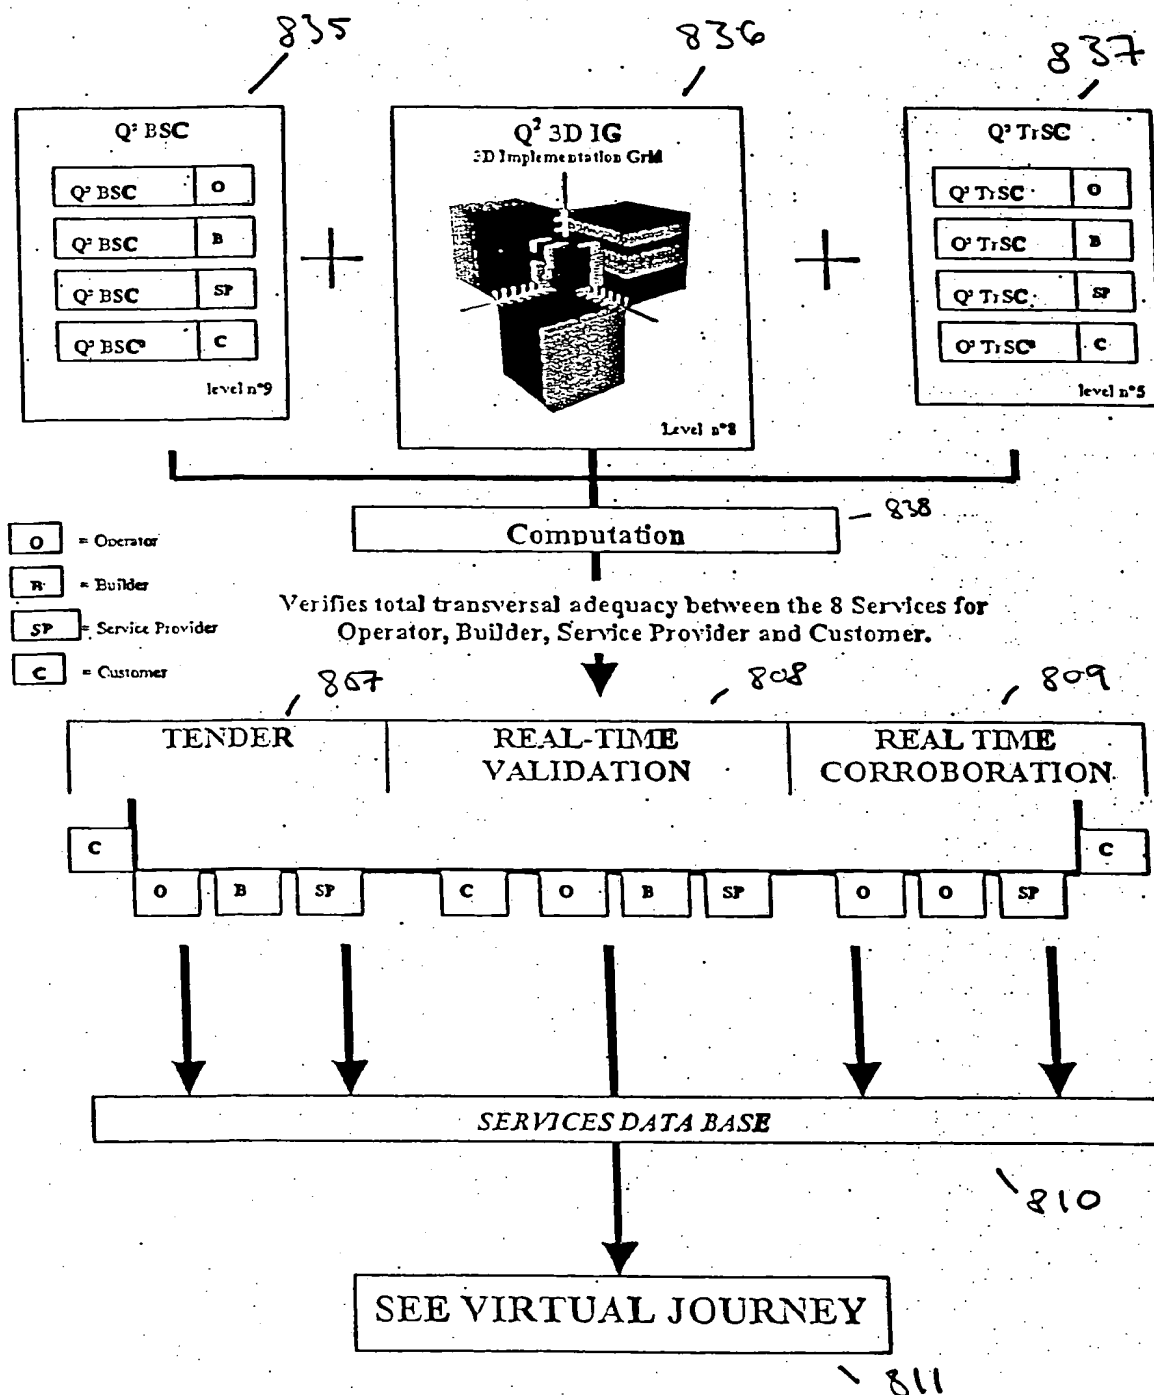 835
836
837
Q² BSC
Q² BSC O
Q² BSC B
Q² BSC SP
Q² BSC² C
level n°9
Q² 3D IG
3D Implementation Grid
Level n°8
Q² TrSC
Q² TrSC O
O² TrSC B
Q² TrSC SP
O² TrSC² C
level n°5
Computation
838
O = Operator
B = Builder
SP = Service Provider
C = Customer
Verifies total transversal adequacy between the 8 Services for
Operator, Builder, Service Provider and Customer.
867
808
809
TENDER
REAL-TIME
VALIDATION
REAL TIME
CORROBORATION
C
C
O B SP C O B SP O O SP
SERVICES DATA BASE
810
SEE VIRTUAL JOURNEY
811